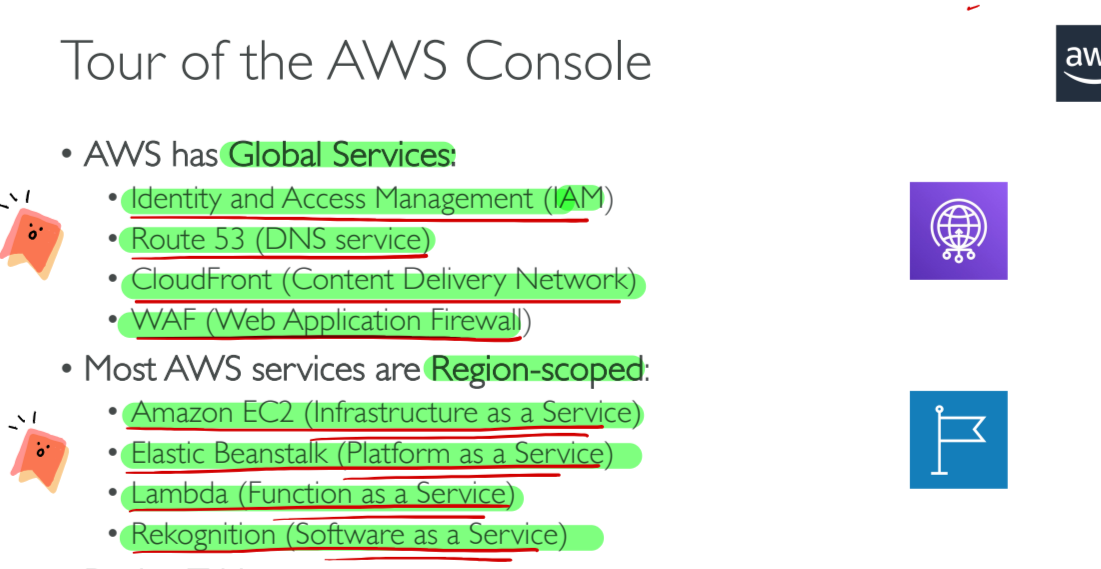 Tour of the AWS Console
aw
• AWS has Global Services:
• Identity and Access Management (IAM)
• Route 53 (DNS service)
• CloudFront (Content Delivery Network)
• WAF (Web Application Firewall)
• Most AWS services are Region-scoped:
• Amazon EC2 (Infrastructure as a Service)
• Elastic Beanstalk (Platform as a Service)
• Lambda (Function as a Service)
• Rekognition (Software as a Service)